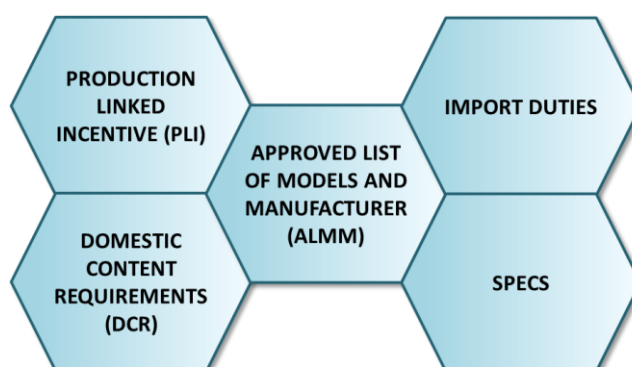 PRODUCTION
LINKED
INCENTIVE (PLI)
IMPORT DUTIES
APPROVED LIST
OF MODELS AND
MANUFACTURER
(ALMM)
DOMESTIC
CONTENT
REQUIREMENTS
(DCR)
SPECS